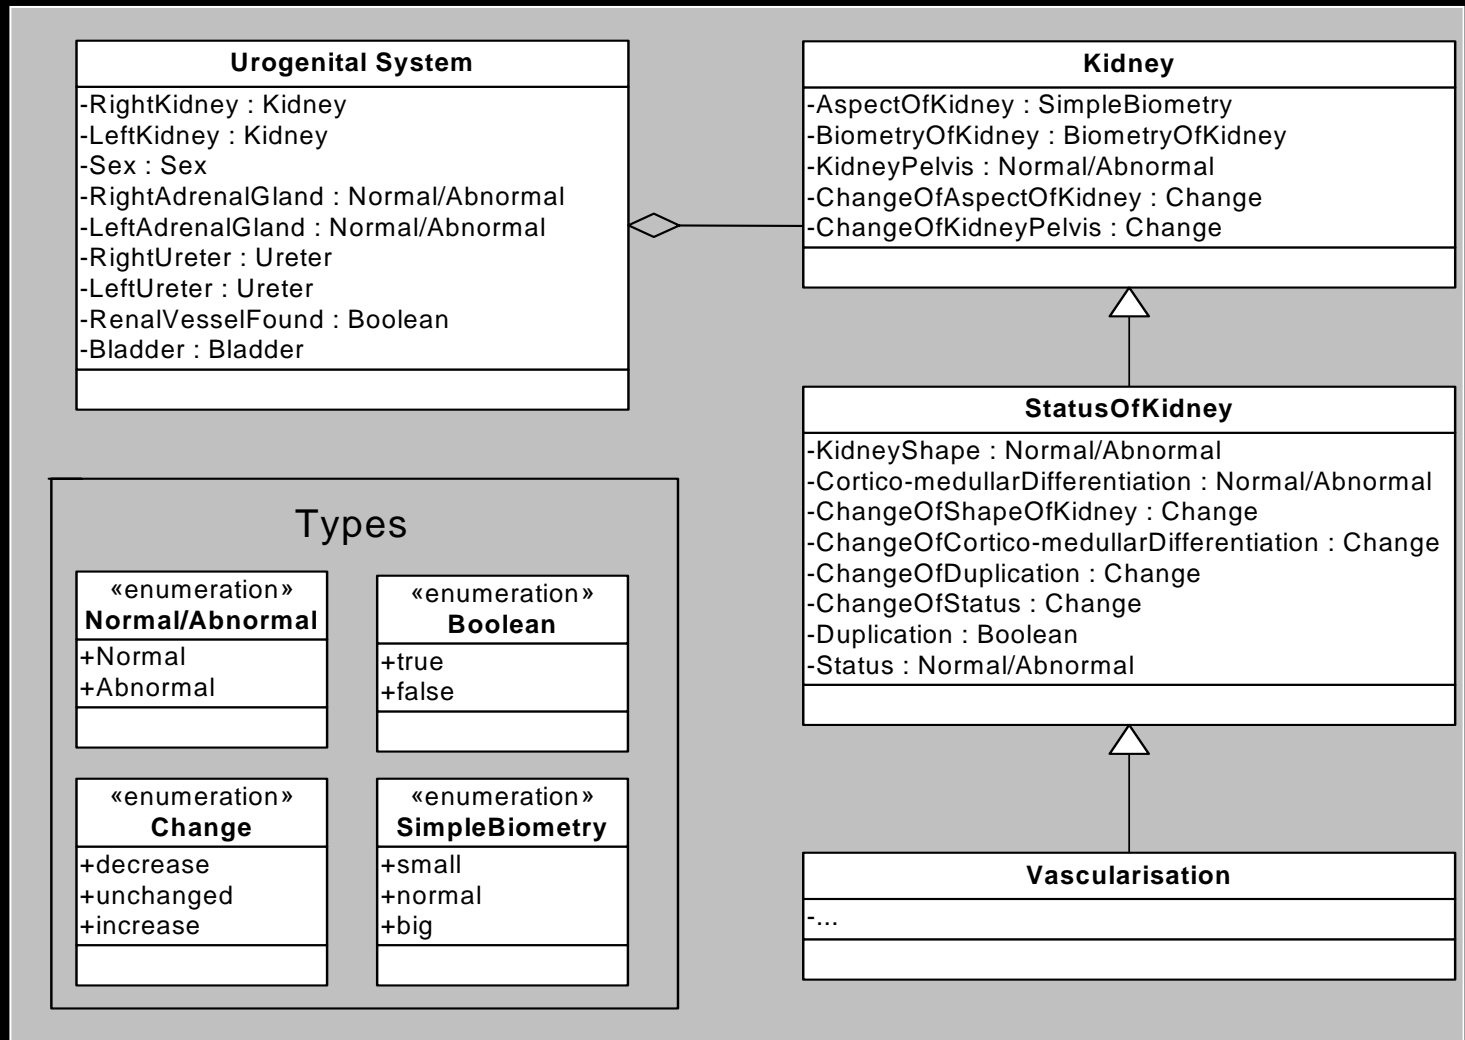 Urogenital System
-RightKidney : Kidney
-LeftKidney : Kidney
-Sex : Sex
-RightAdrenalGland : Normal/Abnormal
-LeftAdrenalGland : Normal/Abnormal
-RightUreter : Ureter
-LeftUreter : Ureter
-RenalVesselFound : Boolean
-Bladder : Bladder
Kidney
-AspectOfKidney : SimpleBiometry
-BiometryOfKidney : BiometryOfKidney
-KidneyPelvis : Normal/Abnormal
-ChangeOfAspectOfKidney : Change
-ChangeOfKidneyPelvis : Change
StatusOfKidney
-KidneyShape : Normal/Abnormal
-Cortico-medullarDifferentiation : Normal/Abnormal
-ChangeOfShapeOfKidney : Change
-ChangeOfCortico-medullarDifferentiation : Change
-ChangeOfDuplication : Change
-ChangeOfStatus : Change
-Duplication : Boolean
-Status : Normal/Abnormal
Vascularisation
-...
Types
«enumeration»
Normal/Abnormal
+Normal
+Abnormal
«enumeration»
Boolean
+true
+false
«enumeration»
Change
+decrease
+unchanged
+increase
«enumeration»
SimpleBiometry
+small
+normal
+big